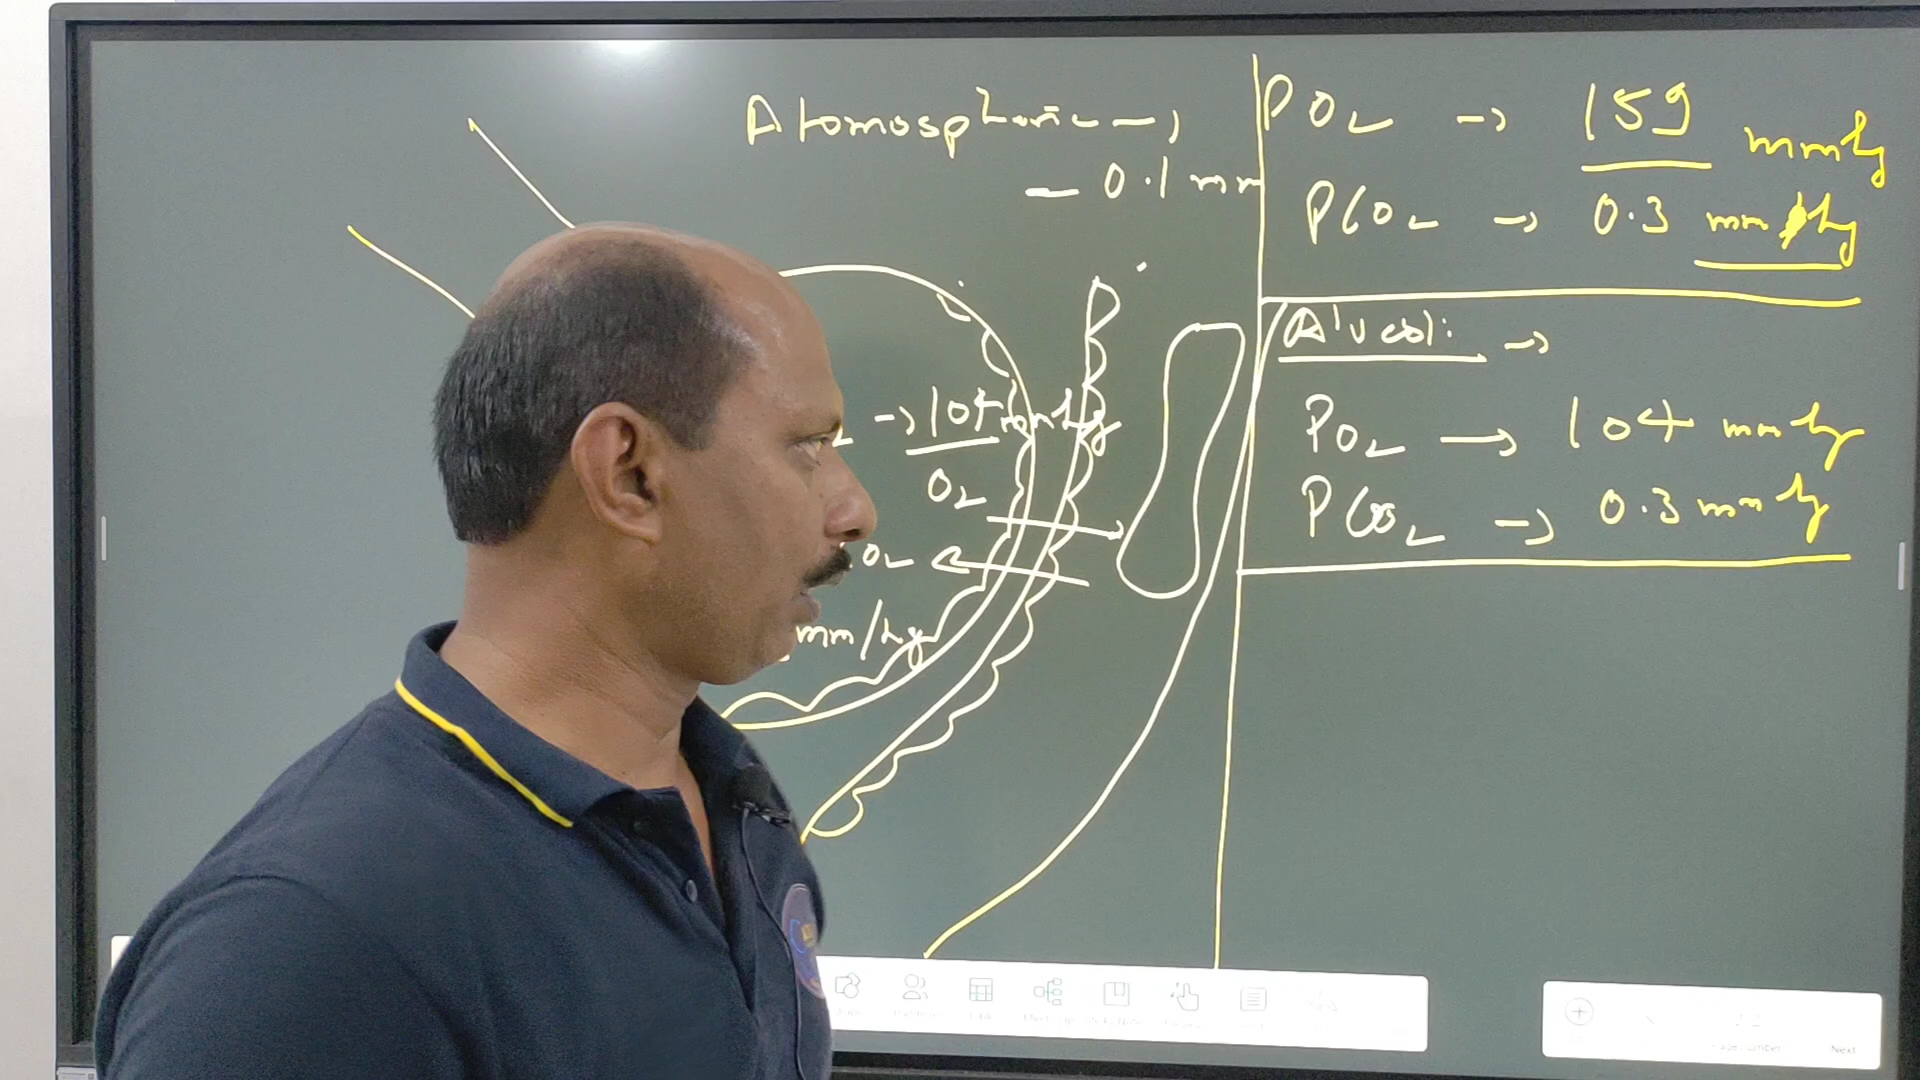 Atomospheric →
- 0.1 mm
PO2 → 159 mmHg
PCO2 → 0.3 mmHg
Alveoli →
PO2 → 104 mmHg
PCO2 → 0.3 mmHg
→ 104 mmHg
O2
O2
mm/Hg
Next